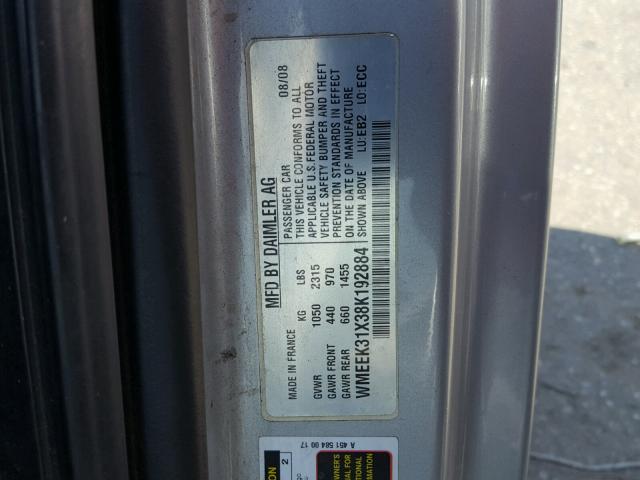 MFD BY DAIMLER AG
08/08
PASSENGER CAR
THIS VEHICLE CONFORMS TO ALL
APPLICABLE U.S.FEDERAL MOTOR
VEHICLE SAFETY BUMPER AND THEFT
PREVENTION STANDARDS IN EFFECT
ON THE DATE OF MANUFACTURE
SHOWN ABOVE LU:EB2 LO:ECC
MADE IN FRANCE KG LBS
GVWR 1050 2315
GAWR FRONT 440 970
GAWR REAR 660 1455
WMEEK31X38K192884
A 451 584 00 17
2